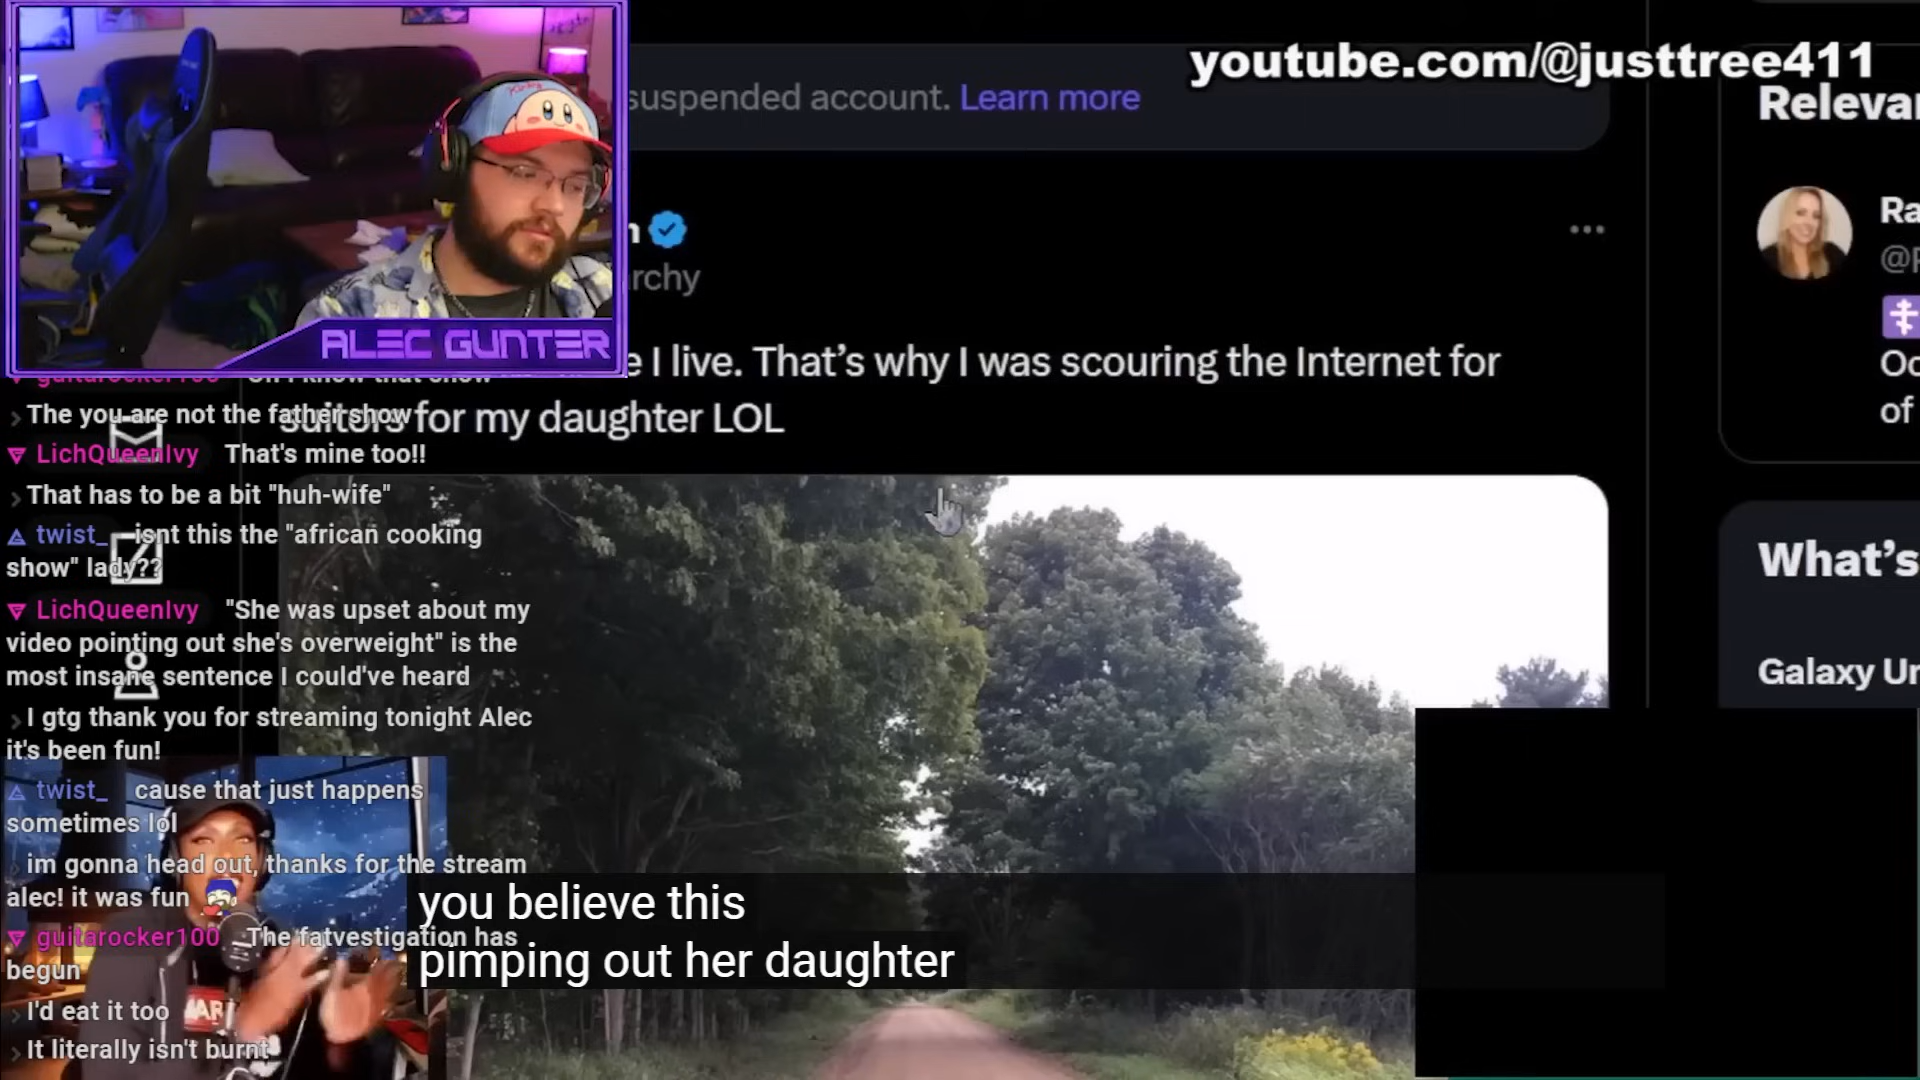 youtube.com/@justtree411
suspended account. Learn more
Relevan
Ra
@
rchy
Oc
of
ALEC GUNTER
e I live. That’s why I was scouring the Internet for
suitors for my daughter LOL
The you are not the father show
LichQueenIvy That's mine too!!
That has to be a bit "huh-wife"
twist_ isnt this the "african cooking
show" lady??
LichQueenIvy "She was upset about my
video pointing out she's overweight" is the
most insane sentence I could've heard
I gtg thank you for streaming tonight Alec
it's been fun!
twist_ cause that just happens
sometimes lol
im gonna head out, thanks for the stream
alec! it was fun
guitarocker100 The fatvestigation has
begun
I'd eat it too
It literally isn't burnt
What’s
Galaxy Un
you believe this
pimping out her daughter